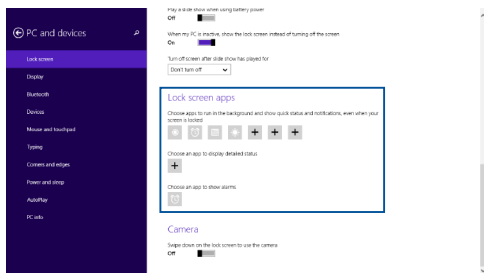 Play a slide show when using battery power
Off
When my PC is inactive, show the lock screen instead of turning off the screen
On
Turn off screen after slide show has played for
Don't turn off
PC and devices
Lock screen
Display
Bluetooth
Devices
Mouse and touchpad
Typing
Corners and edges
Power and sleep
AutoPlay
PC info
Lock screen apps
Choose apps to run in the background and show quick status and notifications, even when your
screen is locked
Choose an app to display detailed status
Choose an app to show alarms
Camera
Swipe down on the lock screen to use the camera
Off